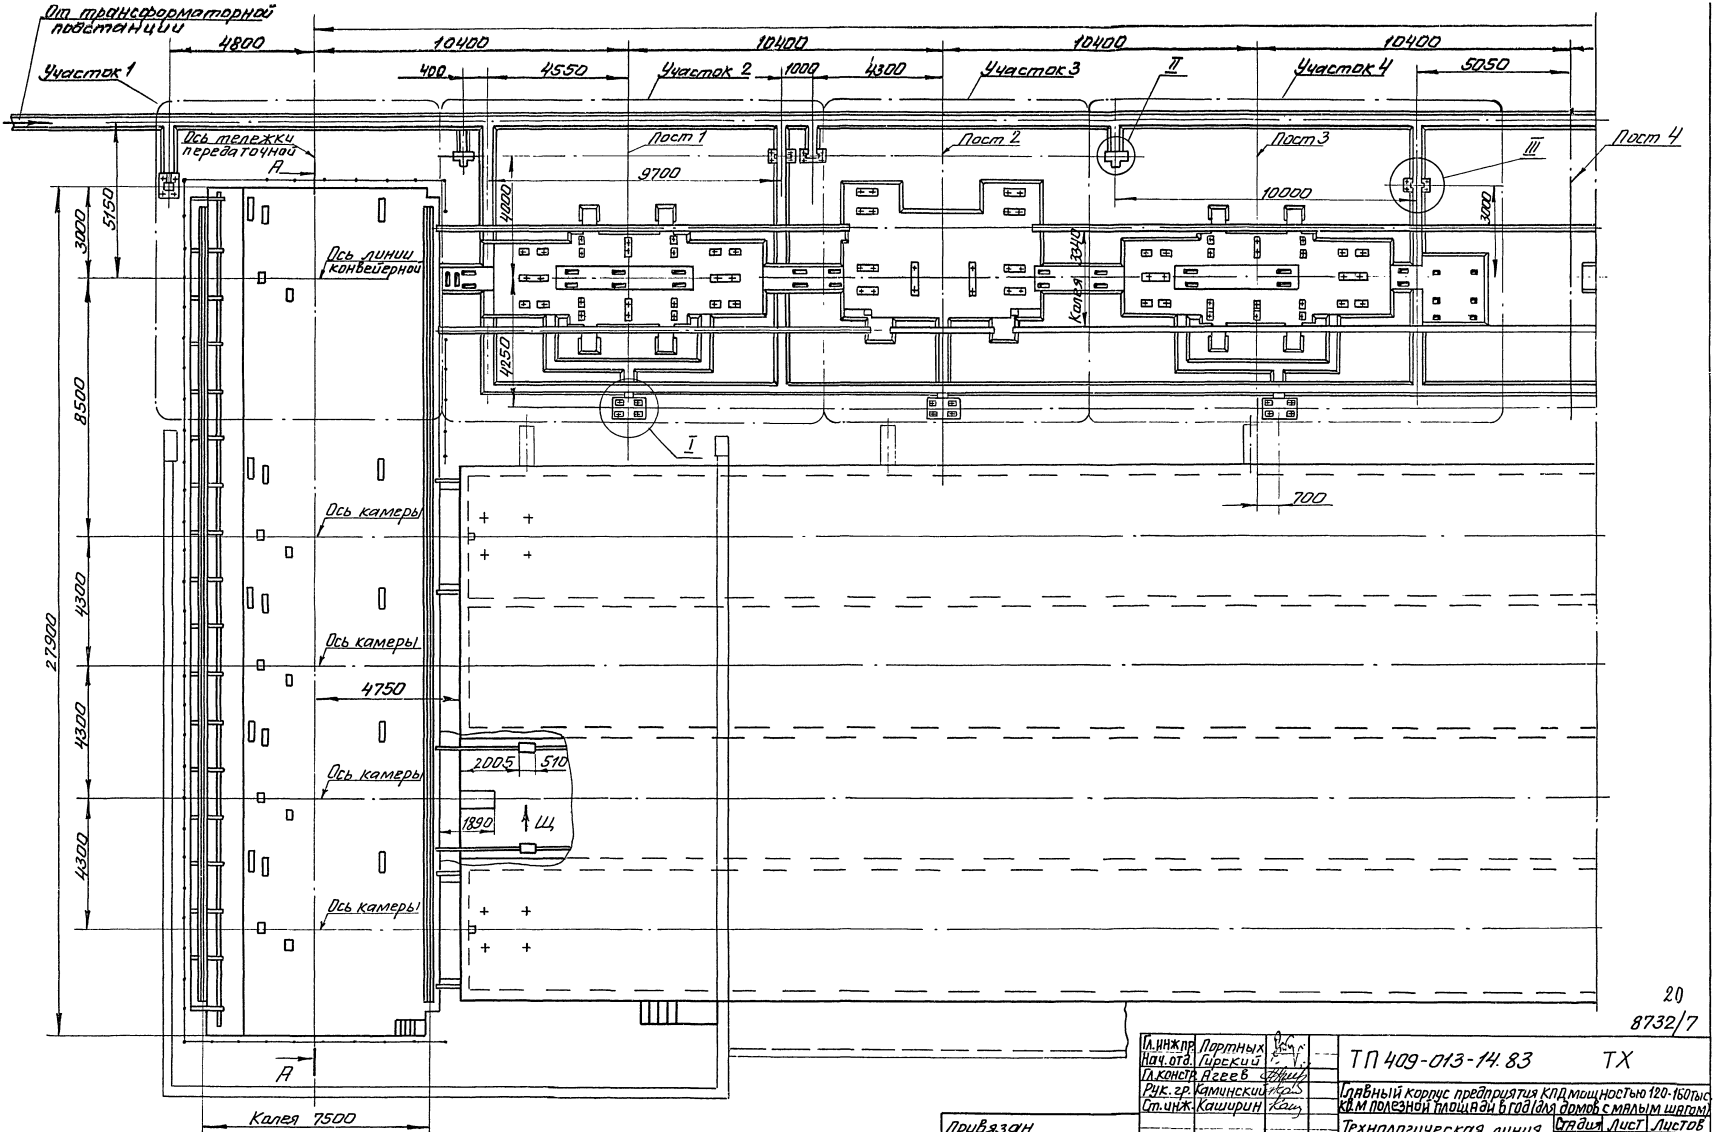 От трансформаторной
подстанции
4800
10400
10400
10400
10400
Участок 1
400
4550
Участок 2
1000
4300
Участок 3
II
Участок 4
5050
Ось тележки
передаточной
А
Пост 1
Пост 2
Пост 3
III
Пост 4
9700
10000
4000
3000
3000
5150
Ось линии
конвейерной
Колея 3340
4250
8500
I
700
Ось камеры
4300
27900
Ось камеры
4750
4300
2005
510
Ось камеры
1890
Щ
4300
Ось камеры
А
Колея 7500
20
8732/7
Гл.инж.пр. Портных
Нач.отд. Гирский
Гл.констр. Агеев
Рук.гр. Каминский
Ст.инж. Каширин
ТП 409-013-14.83 ТХ
Главный корпус предприятия КПД мощностью 120-160 тыс.
кв.м полезной площади в год (для домов с малым шагом)
Привязан
Технологическая линия
Стадия Лист Листов